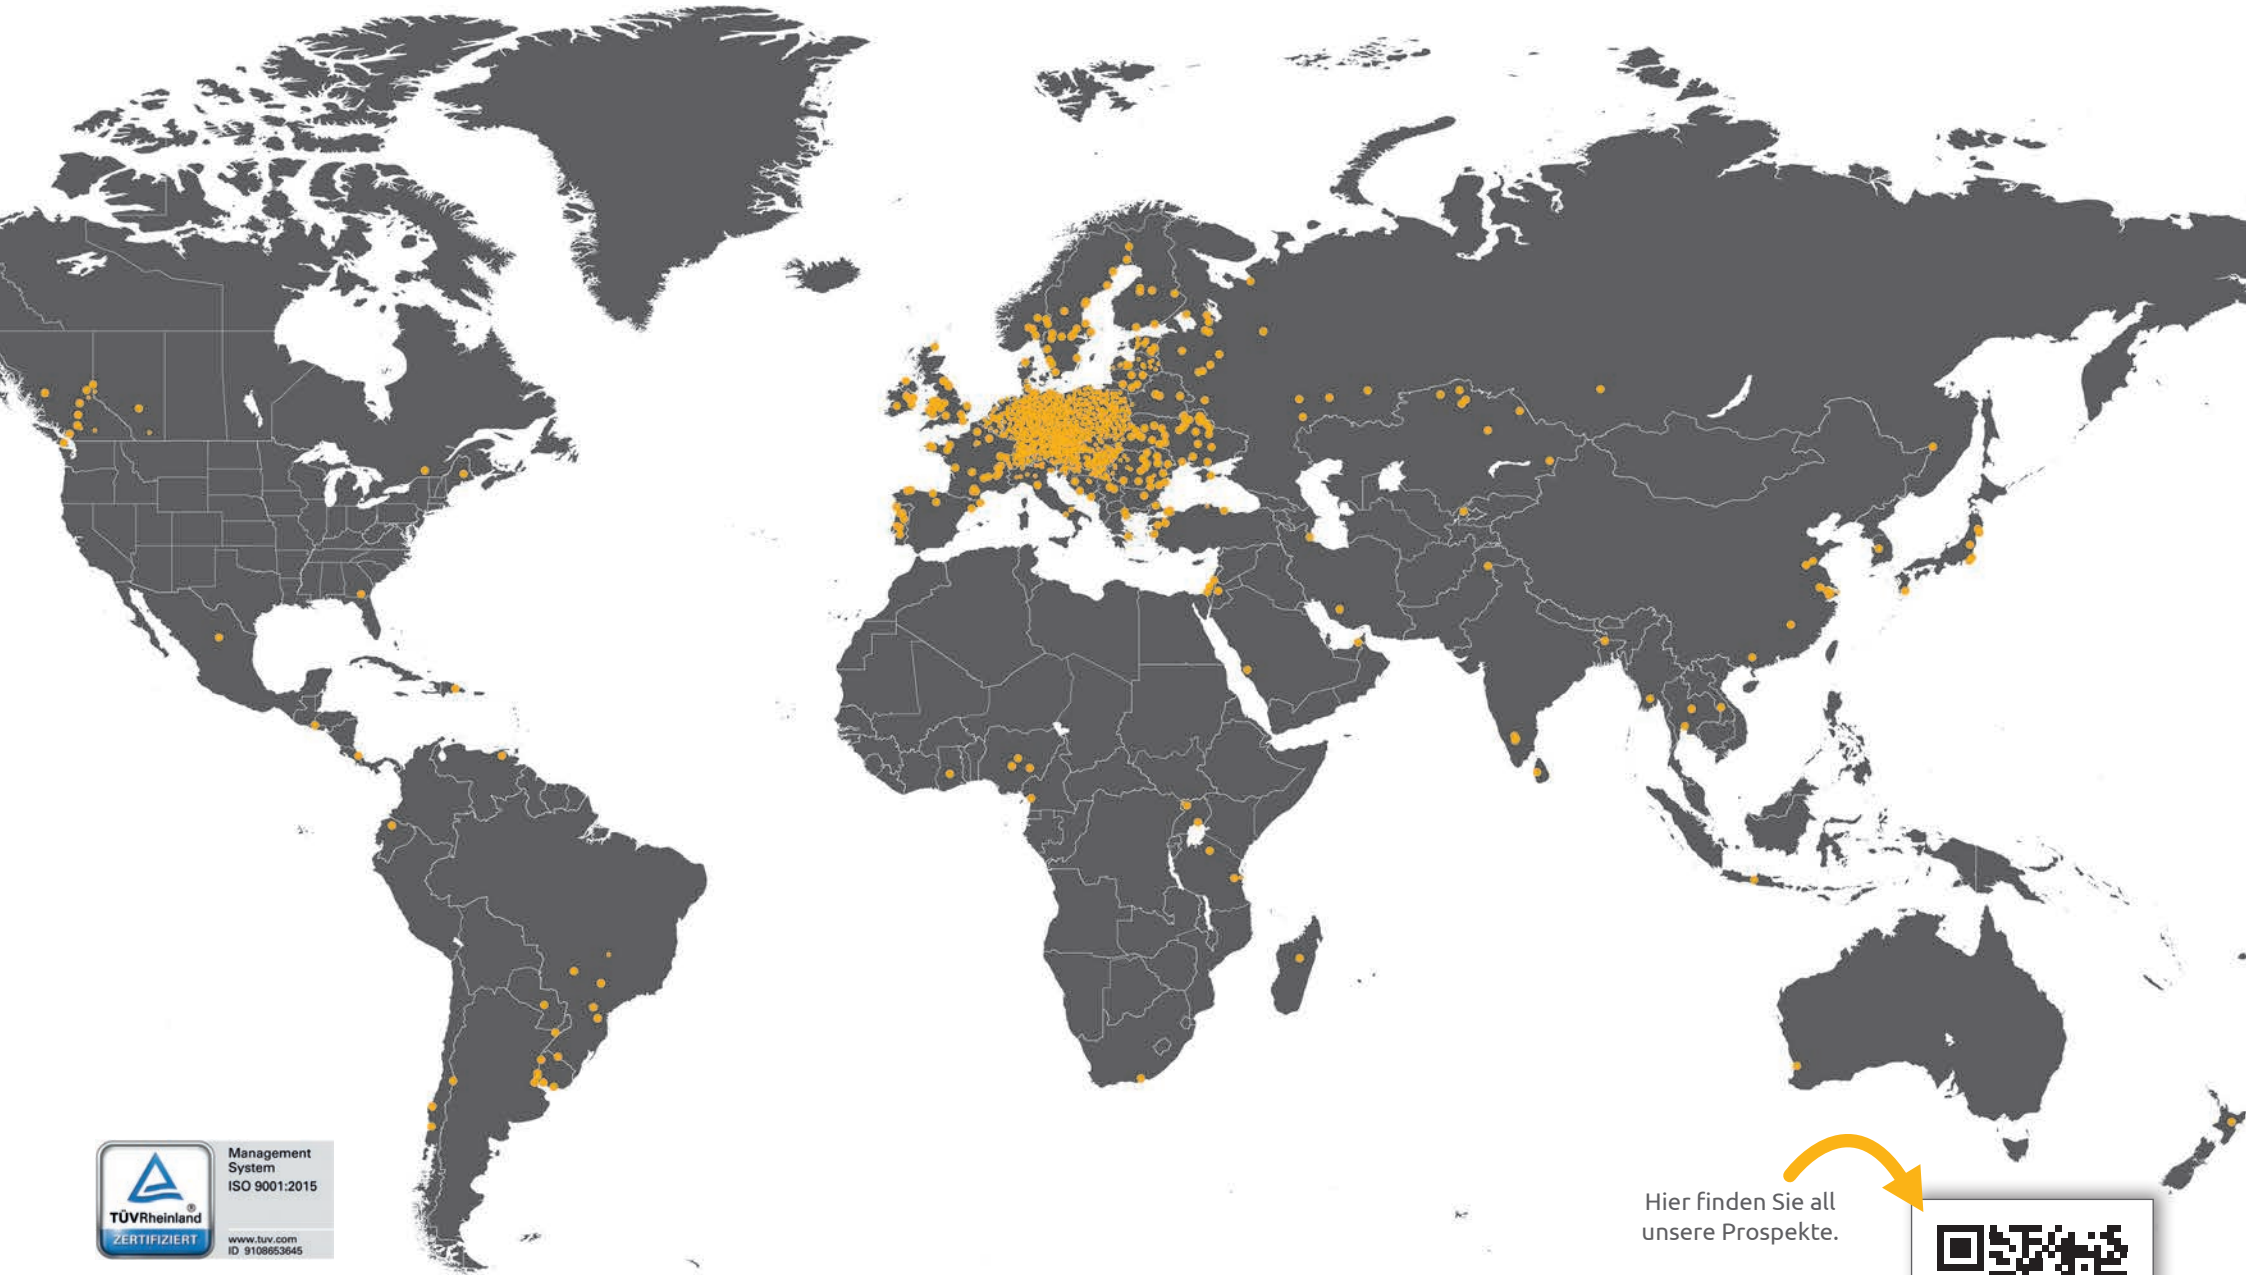 Management
System
ISO 9001:2015
TÜVRheinland®
ZERTIFIZIERT
www.tuv.com
ID 9108653645
Hier finden Sie all
unsere Prospekte.